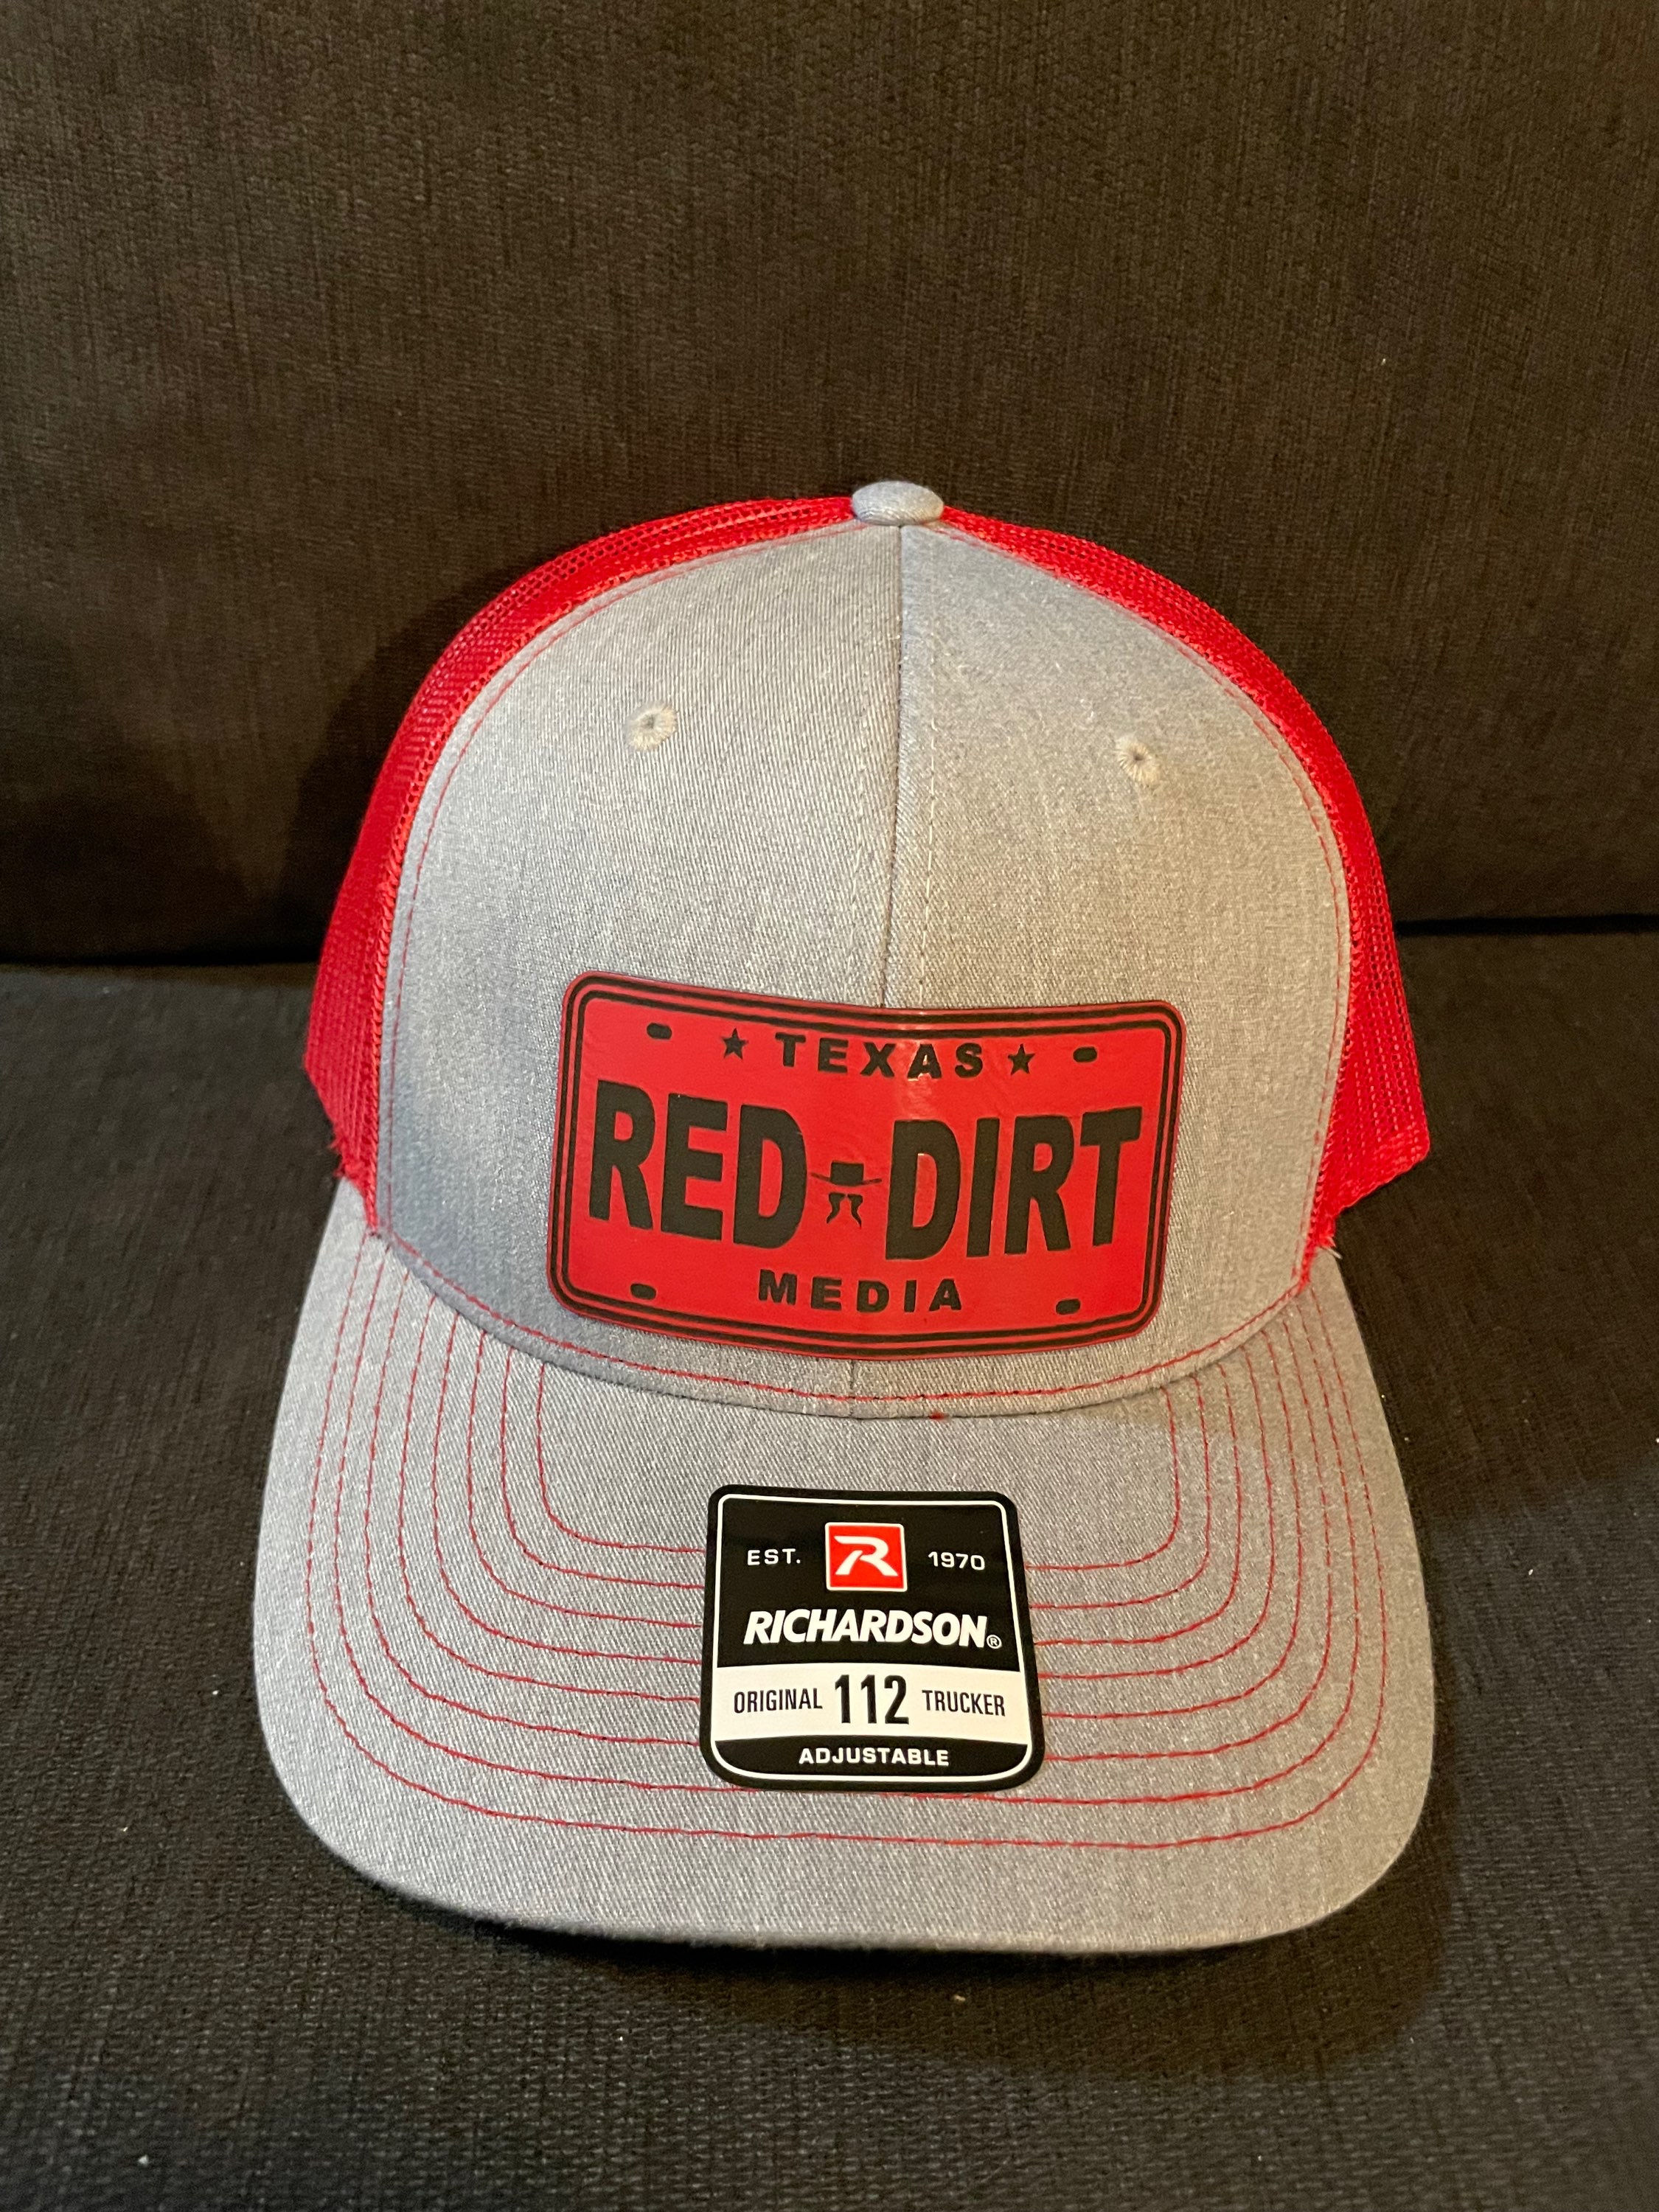 ★ TEXAS ★
RED DIRT
MEDIA
EST. R 1970
RICHARDSON®
ORIGINAL 112 TRUCKER
ADJUSTABLE